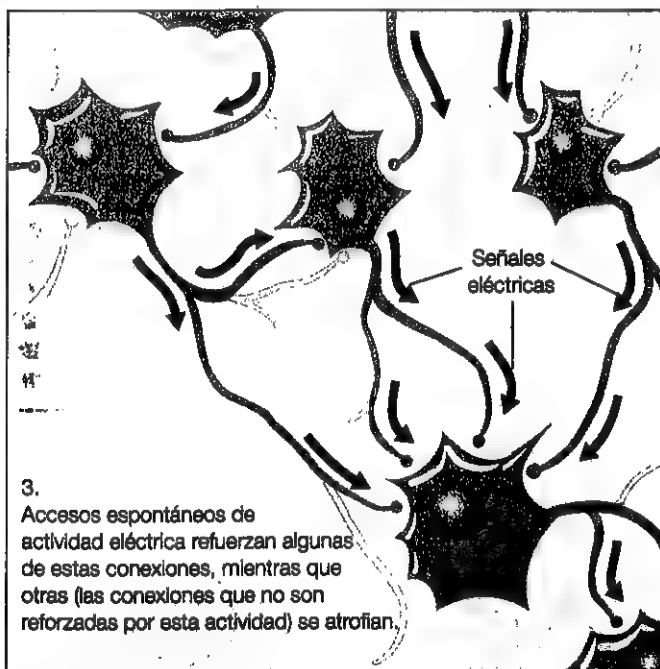 Señales
eléctricas
3.
Accesos espontáneos de
actividad eléctrica refuerzan algunas
de estas conexiones, mientras que
otras (las conexiones que no son
reforzadas por esta actividad) se atrofian.